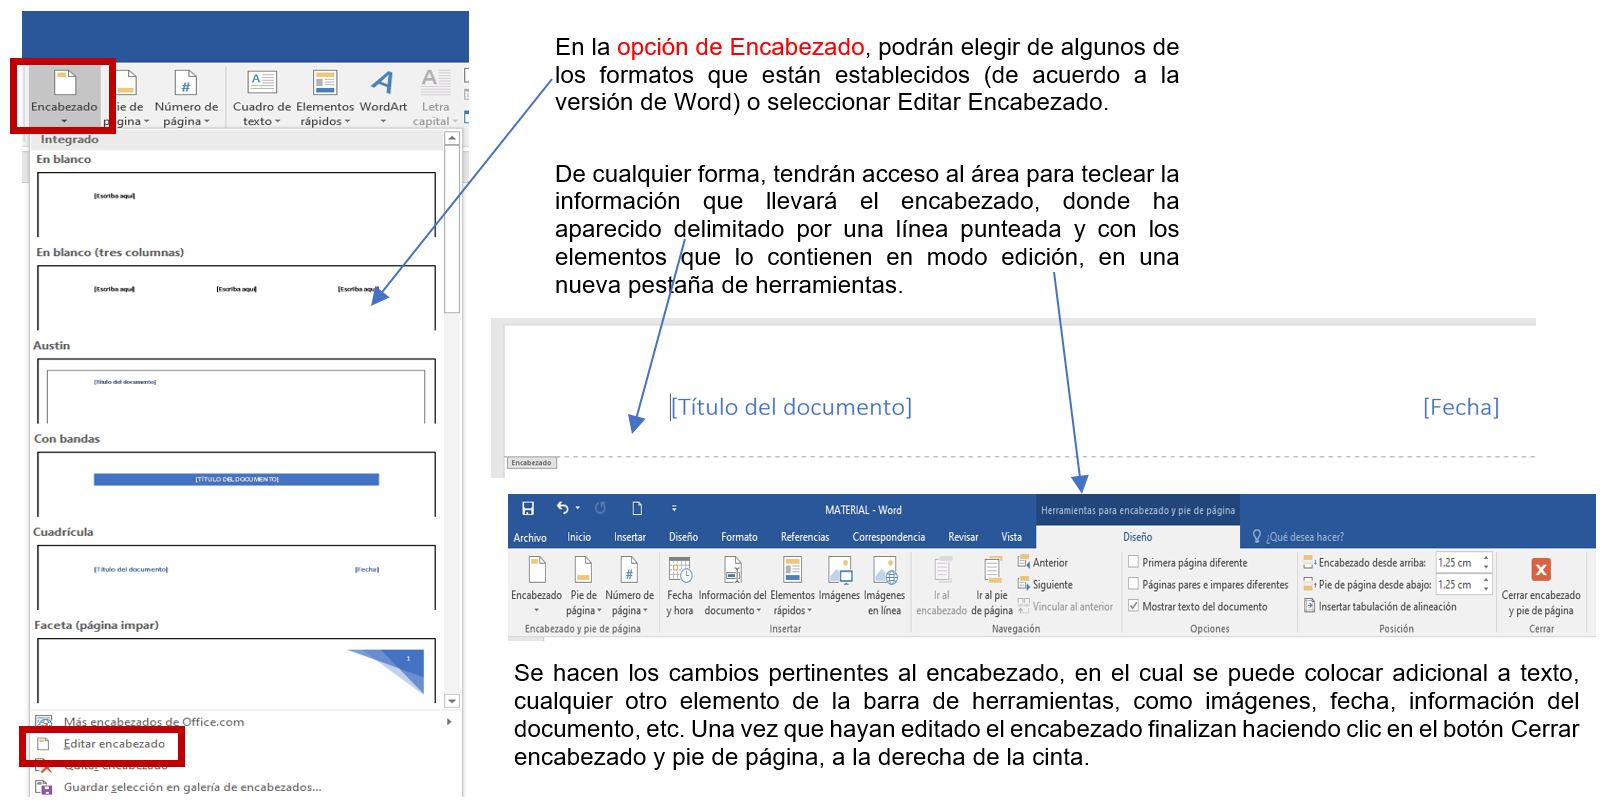 Encabezado
Pie de
página
Número de
página
Cuadro de
texto
Elementos
rápidos
WordArt
Letra
capital
Integrado
En blanco
[Escriba aquí]
En blanco (tres columnas)
[Escriba aquí] [Escriba aquí] [Escriba aquí]
Austin
[Título del documento]
Con bandas
[TÍTULO DEL DOCUMENTO]
Cuadrícula
[Título del documento] [Fecha]
Faceta (página impar)
1
Más encabezados de Office.com
Editar encabezado
Quitar encabezado
Guardar selección en galería de encabezados...
En la opción de Encabezado, podrán elegir de algunos de
los formatos que están establecidos (de acuerdo a la
versión de Word) o seleccionar Editar Encabezado.
De cualquier forma, tendrán acceso al área para teclear la
información que llevará el encabezado, donde ha
aparecido delimitado por una línea punteada y con los
elementos que lo contienen en modo edición, en una
nueva pestaña de herramientas.
[Título del documento] [Fecha]
Encabezado
MATERIAL - Word Herramientas para encabezado y pie de página
Archivo Inicio Insertar Diseño Formato Referencias Correspondencia Revisar Vista Diseño ¿Qué desea hacer?
Encabezado
Pie de
página
Número de
página
Encabezado y pie de página
Fecha
y hora
Información del
documento
Elementos
rápidos
Imágenes
Imágenes
en línea
Insertar
Ir al
encabezado
Ir al pie
de página
Anterior
Siguiente
Vincular al anterior
Navegación
Primera página diferente
Páginas pares e impares diferentes
Mostrar texto del documento
Opciones
Encabezado desde arriba: 1.25 cm
Pie de página desde abajo: 1.25 cm
Insertar tabulación de alineación
Posición
Cerrar encabezado
y pie de página
Cerrar
Se hacen los cambios pertinentes al encabezado, en el cual se puede colocar adicional a texto,
cualquier otro elemento de la barra de herramientas, como imágenes, fecha, información del
documento, etc. Una vez que hayan editado el encabezado finalizan haciendo clic en el botón Cerrar
encabezado y pie de página, a la derecha de la cinta.